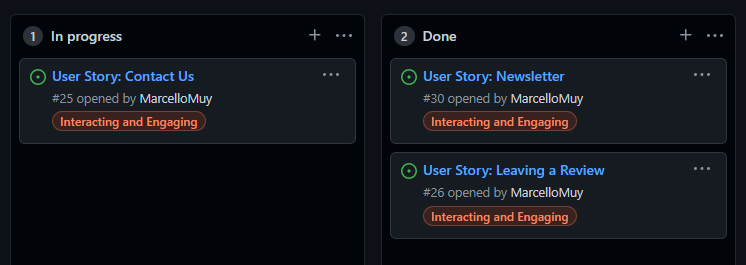 1 In progress
User Story: Contact Us
#25 opened by MarcelloMuy
Interacting and Engaging
2 Done
User Story: Newsletter
#30 opened by MarcelloMuy
Interacting and Engaging
User Story: Leaving a Review
#26 opened by MarcelloMuy
Interacting and Engaging